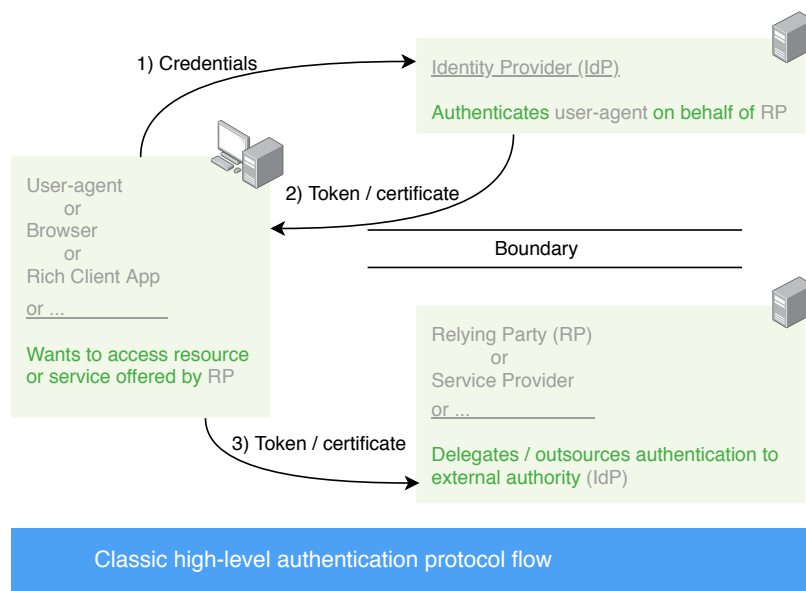 1) Credentials
Identity Provider (IdP)
Authenticates user-agent on behalf of RP
2) Token / certificate
User-agent
or
Browser
or
Rich Client App
or ...
Wants to access resource
or service offered by RP
Boundary
Relying Party (RP)
or
Service Provider
or ...
Delegates / outsources authentication to
external authority (IdP)
3) Token / certificate
Classic high-level authentication protocol flow